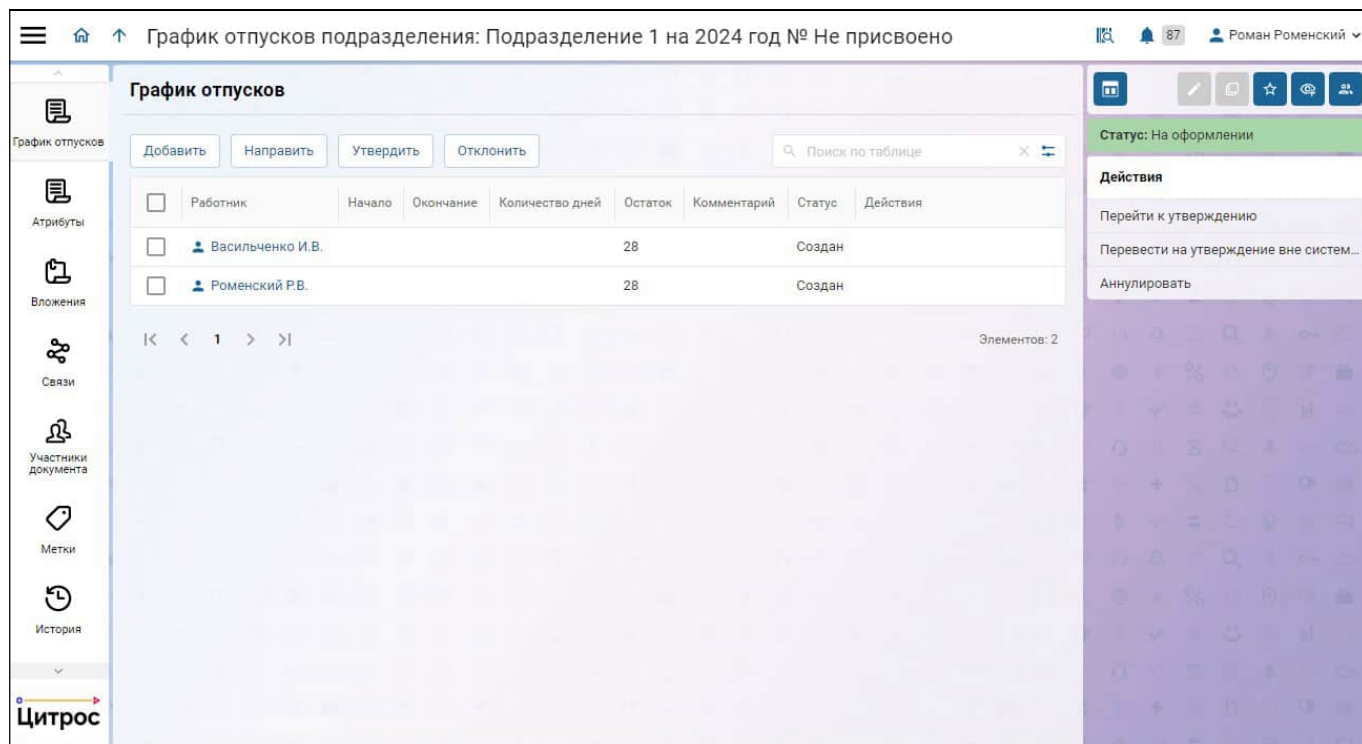 График отпусков подразделения: Подразделение 1 на 2024 год № Не присвоено
87
Роман Роменский
График отпусков
Атрибуты
Вложения
Связи
Участники
документа
Метки
История
Цитрос
График отпусков
Добавить Направить Утвердить Отклонить
Поиск по таблице
Работник Начало Окончание Количество дней Остаток Комментарий Статус Действия
Васильченко И.В. 28 Создан
Роменский Р.В. 28 Создан
1
Элементов: 2
Статус: На оформлении
Действия
Перейти к утверждению
Перевести на утверждение вне систем...
Аннулировать